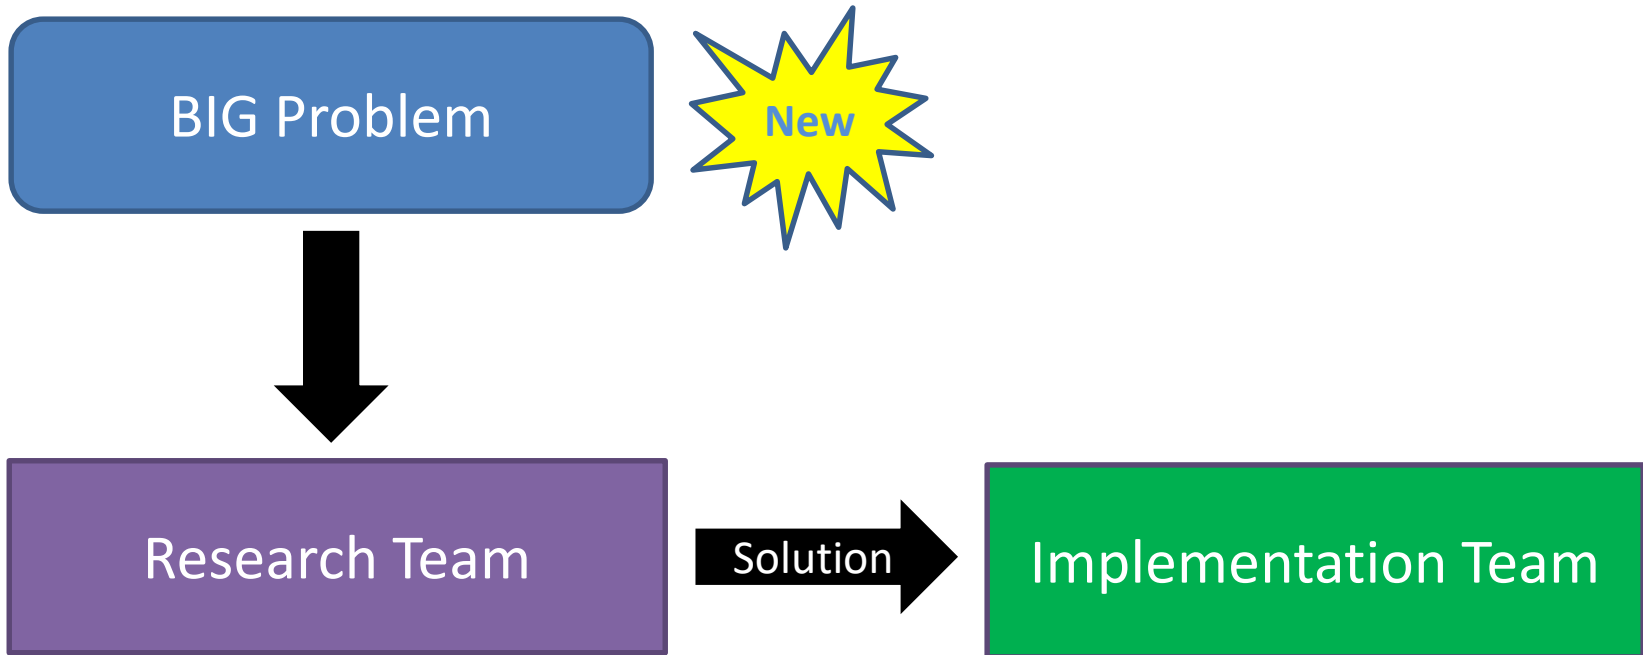 BIG Problem
New
Research Team
Solution
Implementation Team